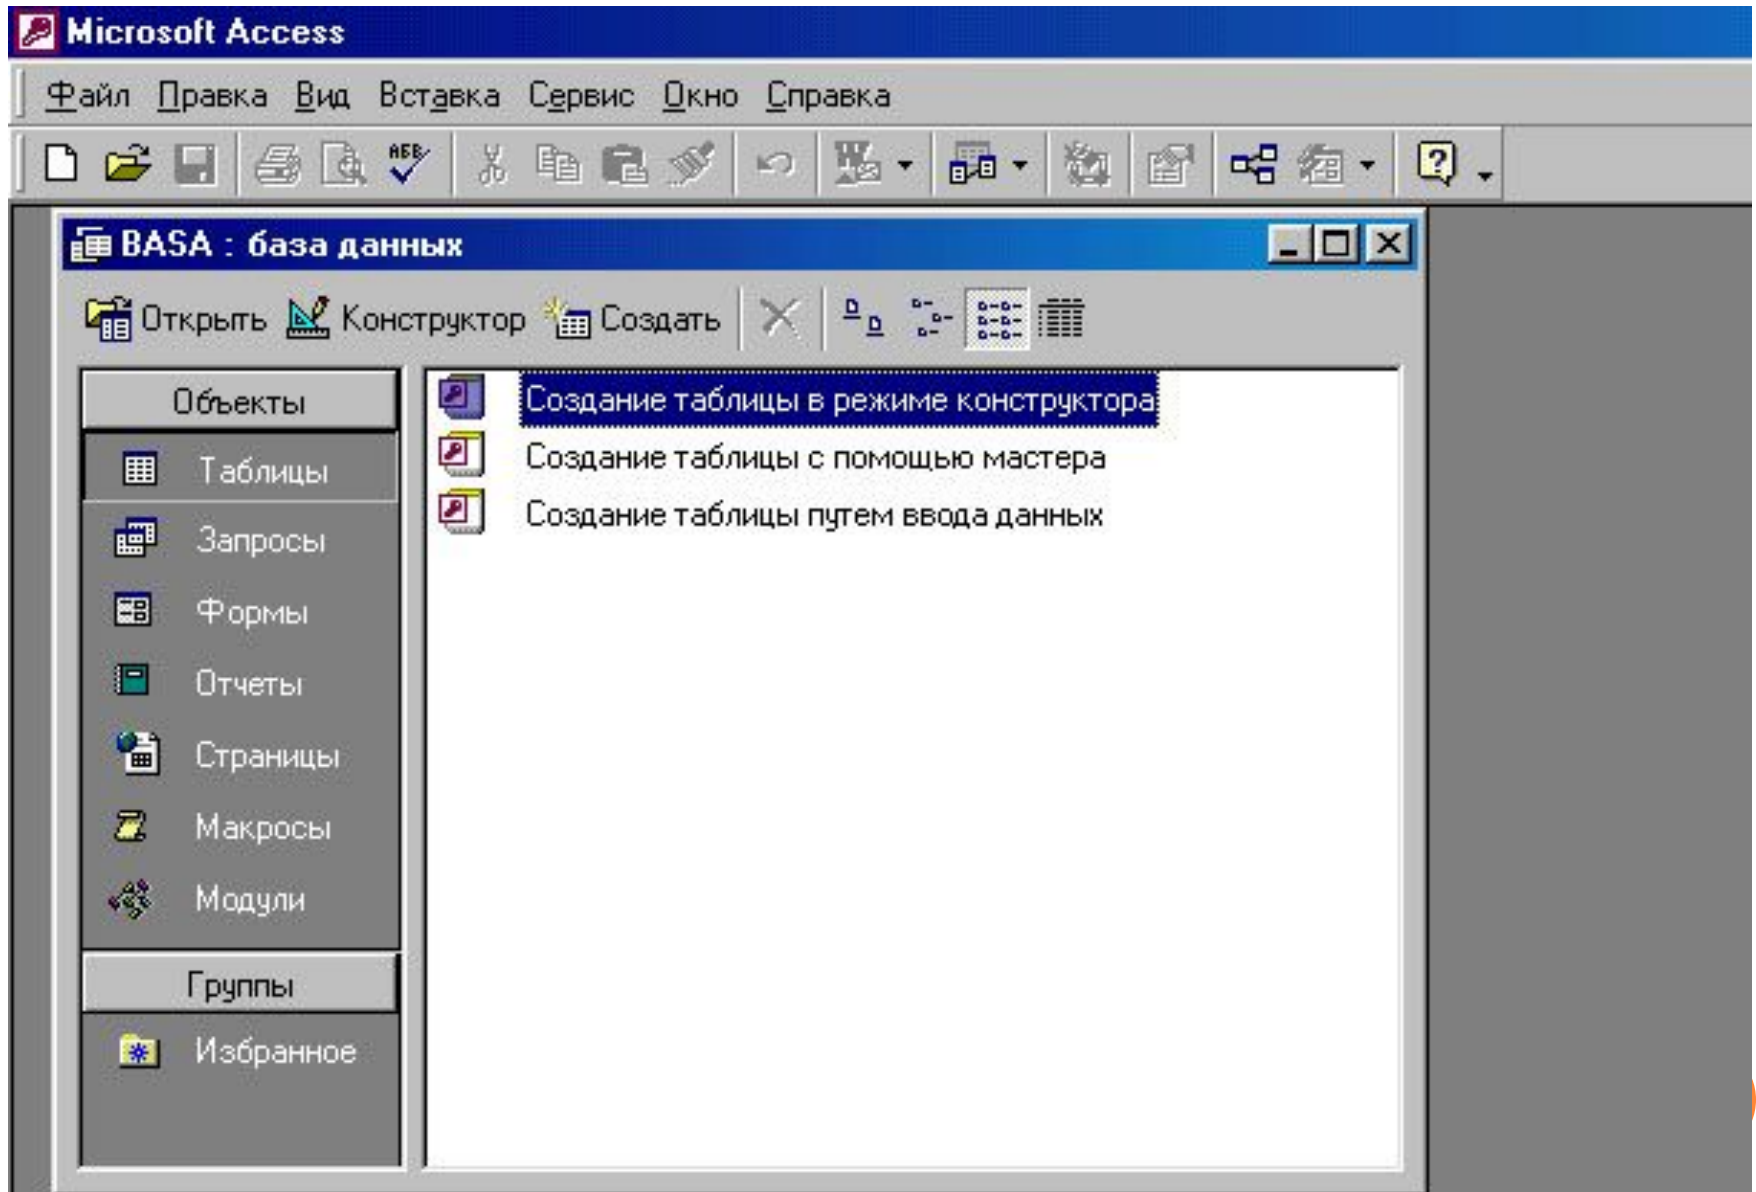 Microsoft Access
Файл Правка Вид Вставка Сервис Окно Справка
АБВ
BASA : база данных
Открыть Конструктор Создать
Объекты
Таблицы
Запросы
Формы
Отчеты
Страницы
Макросы
Модули
Группы
Избранное
Создание таблицы в режиме конструктора
Создание таблицы с помощью мастера
Создание таблицы путем ввода данных